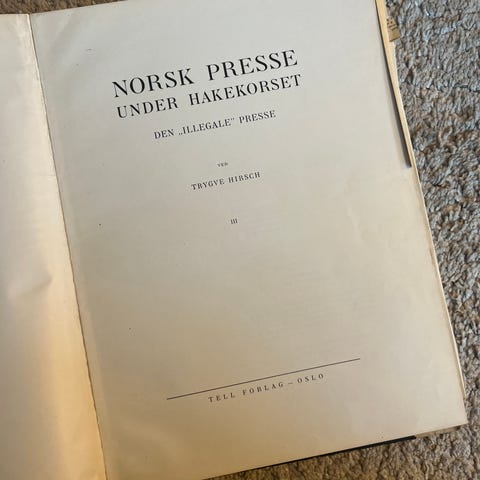 NORSK PRESSE
UNDER HAKEKORSET
DEN „ILLEGALE” PRESSE
VED
TRYGVE HIRSCH
III
TELL FORLAG – OSLO